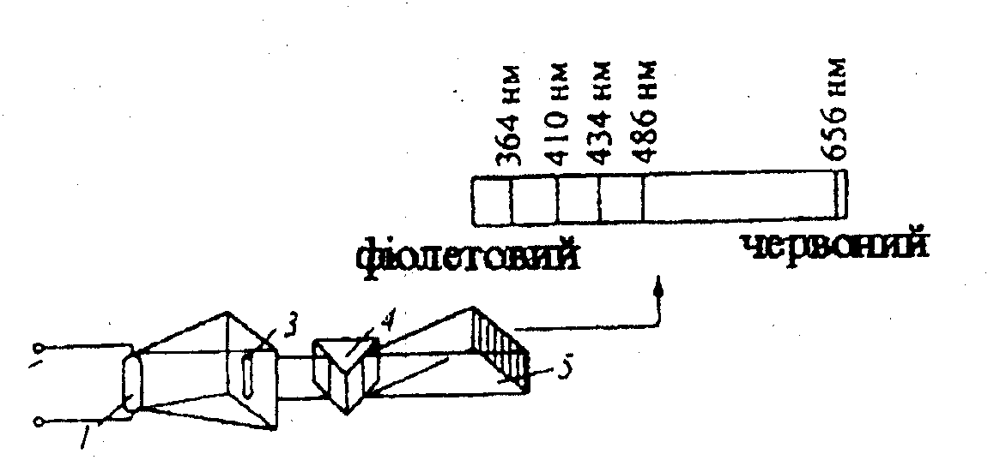 364 нм
410 нм
434 нм
486 нм
656 нм
фіолетовий
червоний
3
4
5
1